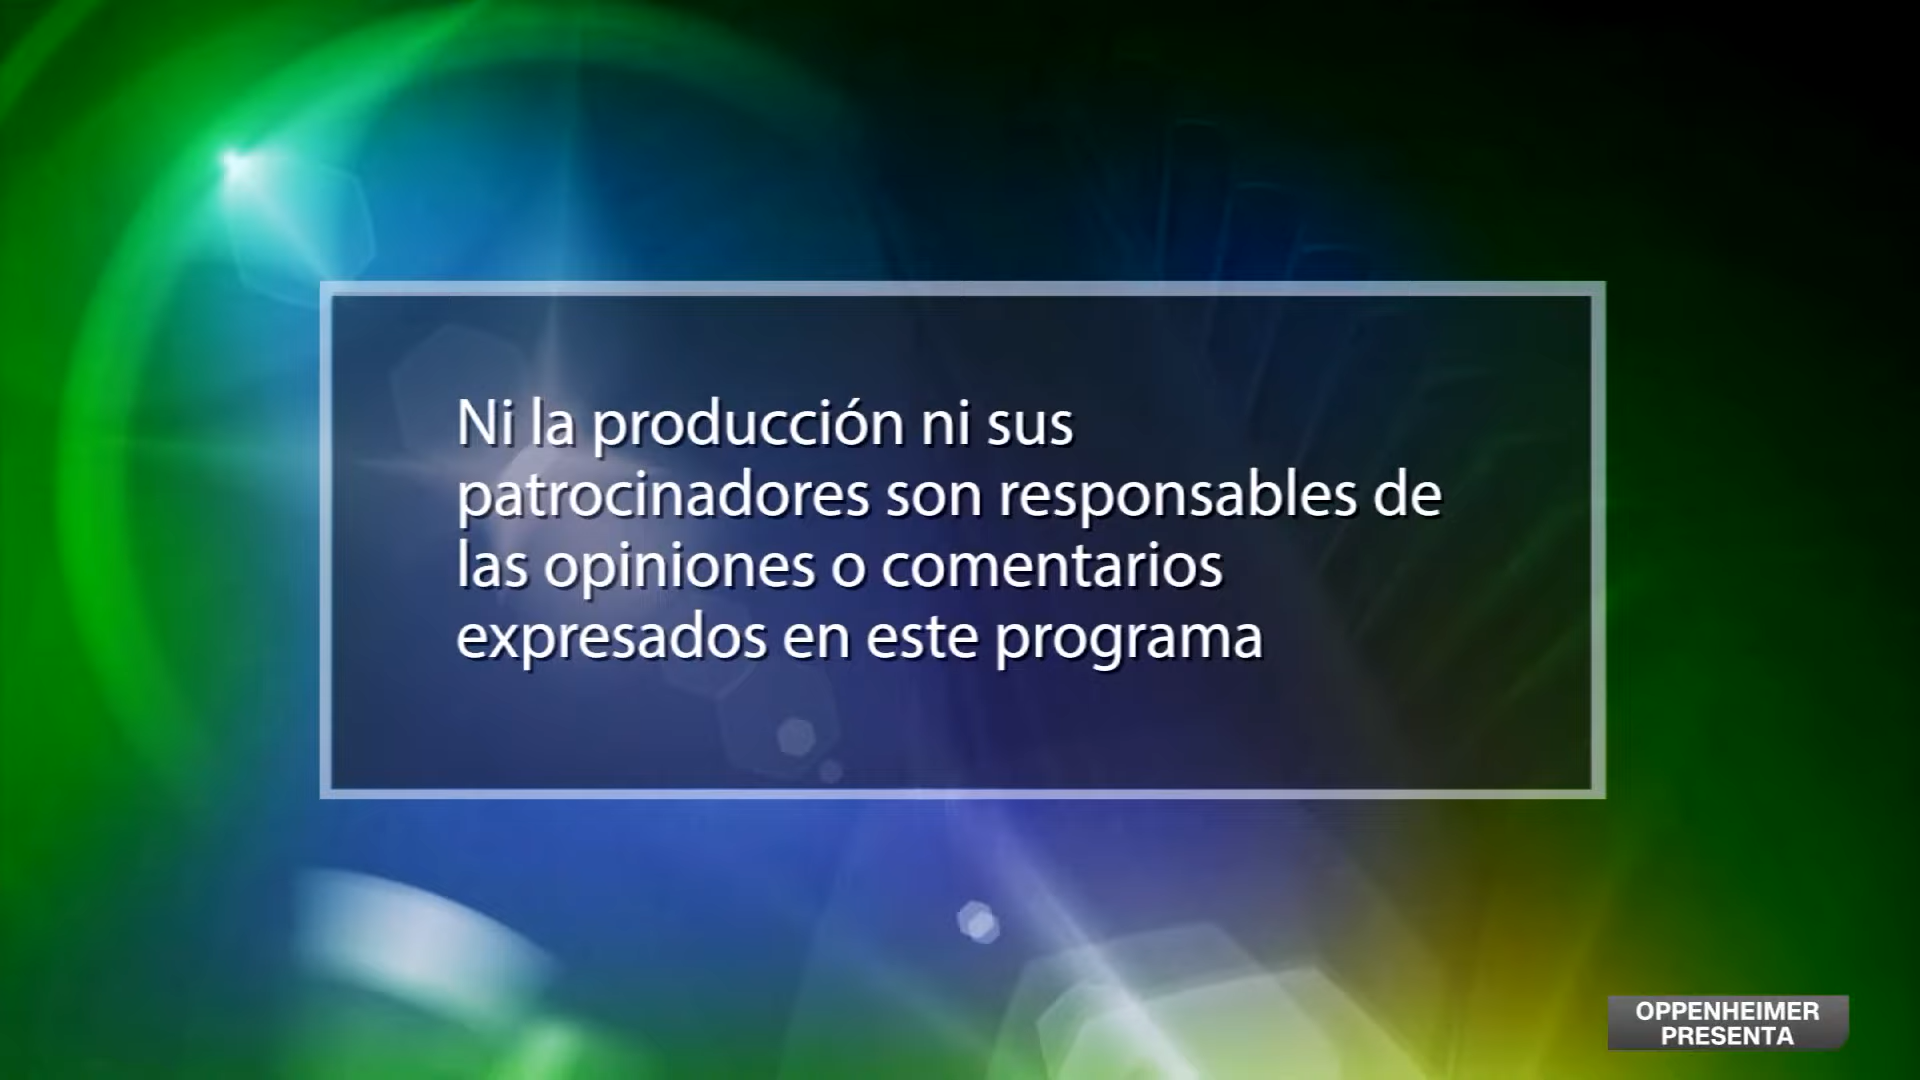 Ni la producción ni sus
patrocinadores son responsables de
las opiniones o comentarios
expresados en este programa
OPPENHEIMER
PRESENTA